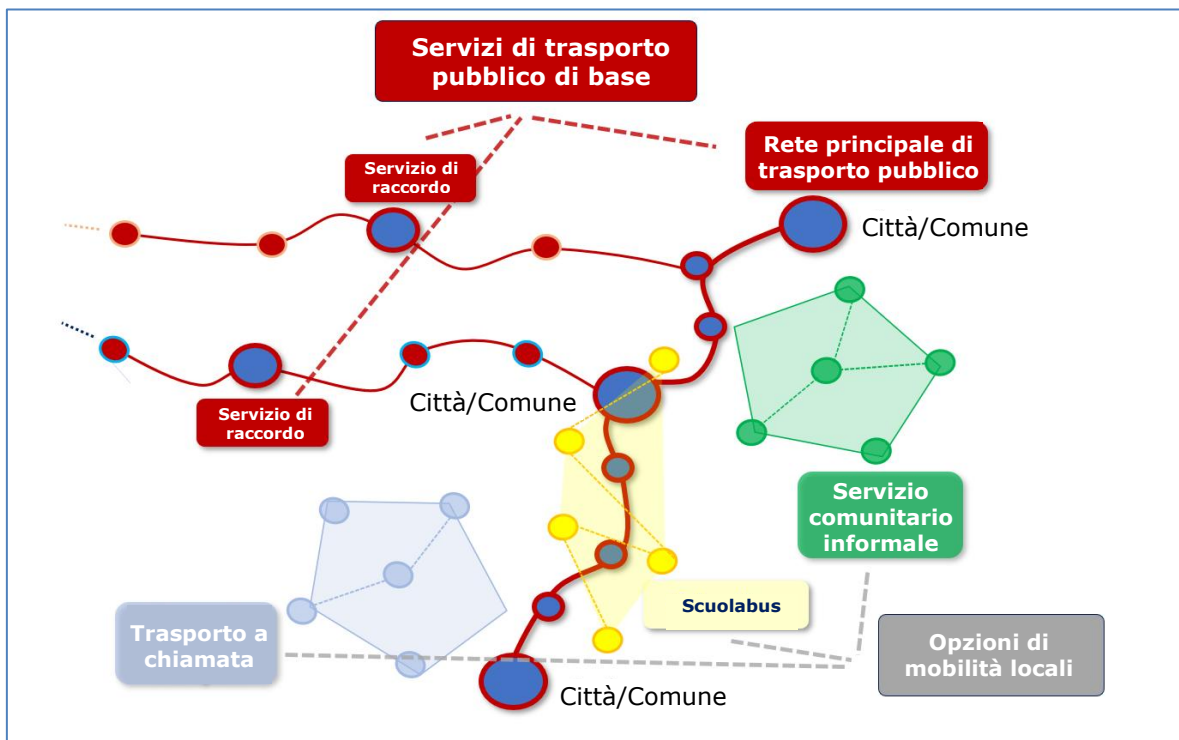 Servizi di trasporto
pubblico di base
Rete principale di
trasporto pubblico
Servizio di
raccordo
Città/Comune
Città/Comune
Servizio di
raccordo
Servizio
comunitario
informale
Scuolabus
Trasporto a
chiamata
Opzioni di
mobilità locali
Città/Comune